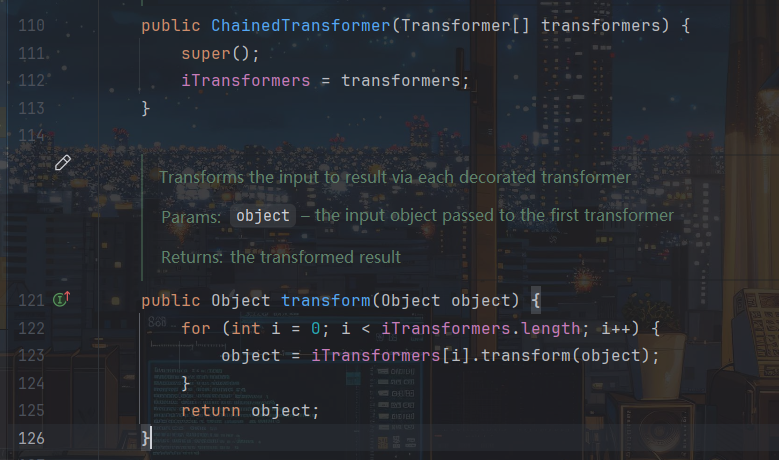 110 public ChainedTransformer(Transformer[] transformers) {
111 super();
112 iTransformers = transformers;
113 }
114
Transforms the input to result via each decorated transformer
Params: object – the input object passed to the first transformer
Returns: the transformed result
121 public Object transform(Object object) {
122 for (int i = 0; i < iTransformers.length; i++) {
123 object = iTransformers[i].transform(object);
124 }
125 return object;
126 }